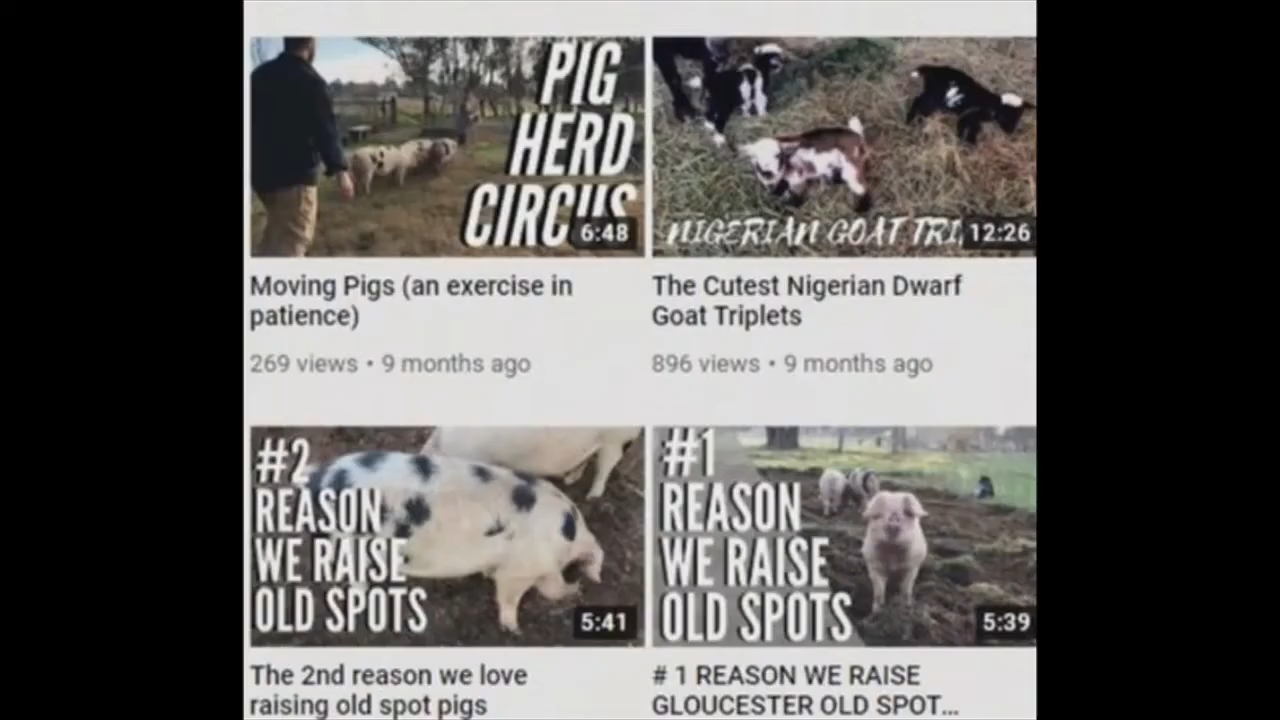 PIG
HERD
CIRCUS
6:48
NIGERIAN GOAT TRI
12:26
Moving Pigs (an exercise in
patience)
The Cutest Nigerian Dwarf
Goat Triplets
269 views • 9 months ago
896 views • 9 months ago
#2
REASON
WE RAISE
OLD SPOTS
5:41
#1
REASON
WE RAISE
OLD SPOTS
5:39
The 2nd reason we love
raising old spot pigs
# 1 REASON WE RAISE
GLOUCESTER OLD SPOT...